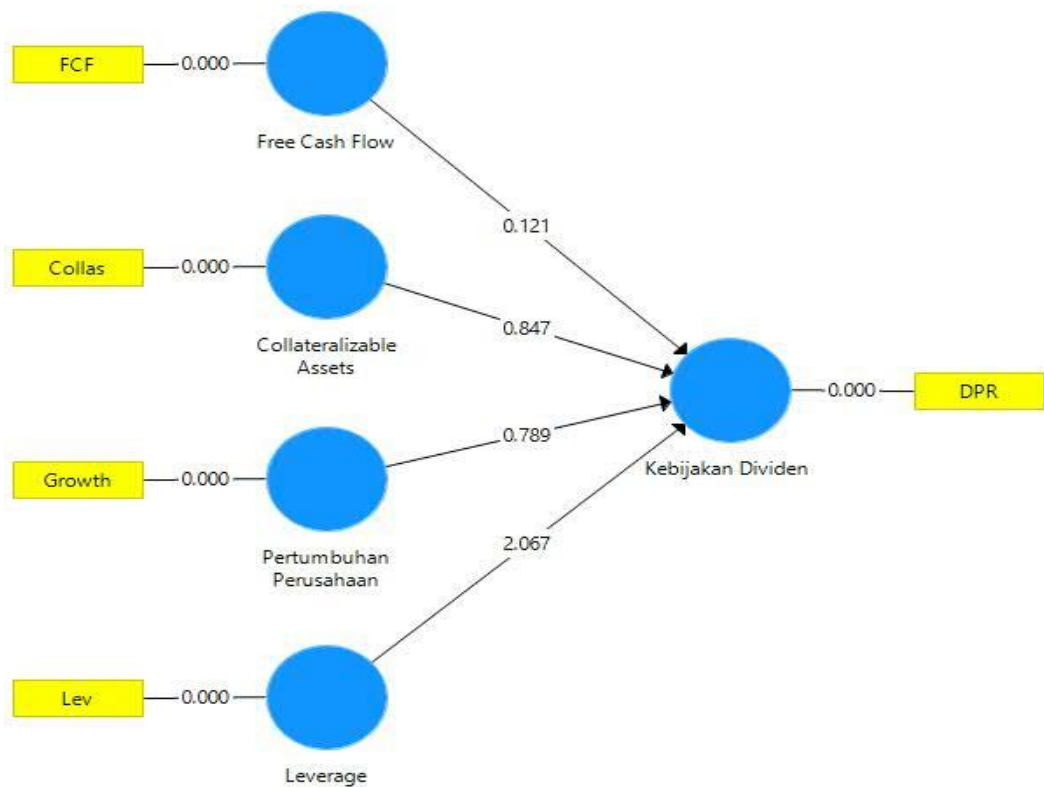 FCF
0.000
Free Cash Flow
0.121
Collas
0.000
Collateralizable
Assets
0.847
0.000
DPR
Kebijakan Dividen
Growth
0.000
0.789
Pertumbuhan
Perusahaan
2.067
Lev
0.000
Leverage